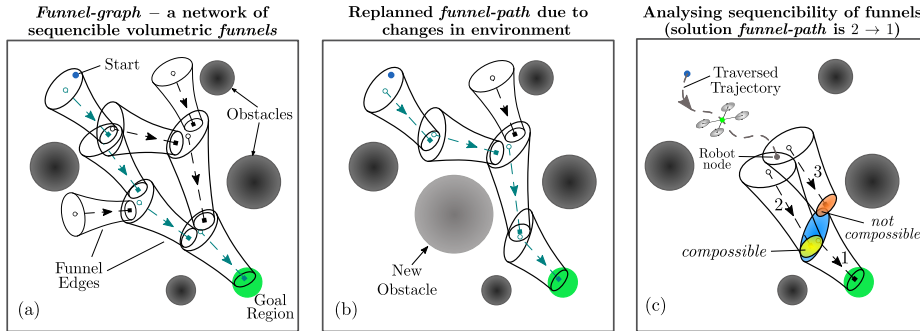 Funnel-graph – a network of
sequencible volumetric funnels
Start
Obstacles
Funnel
Edges
Goal
Region
(a)
Replanned funnel-path due to
changes in environment
New
Obstacle
(b)
Analysing sequencibility of funnels
(solution funnel-path is 2 → 1)
Traversed
Trajectory
Robot
node
3
2
not
compossible
compossible
1
(c)